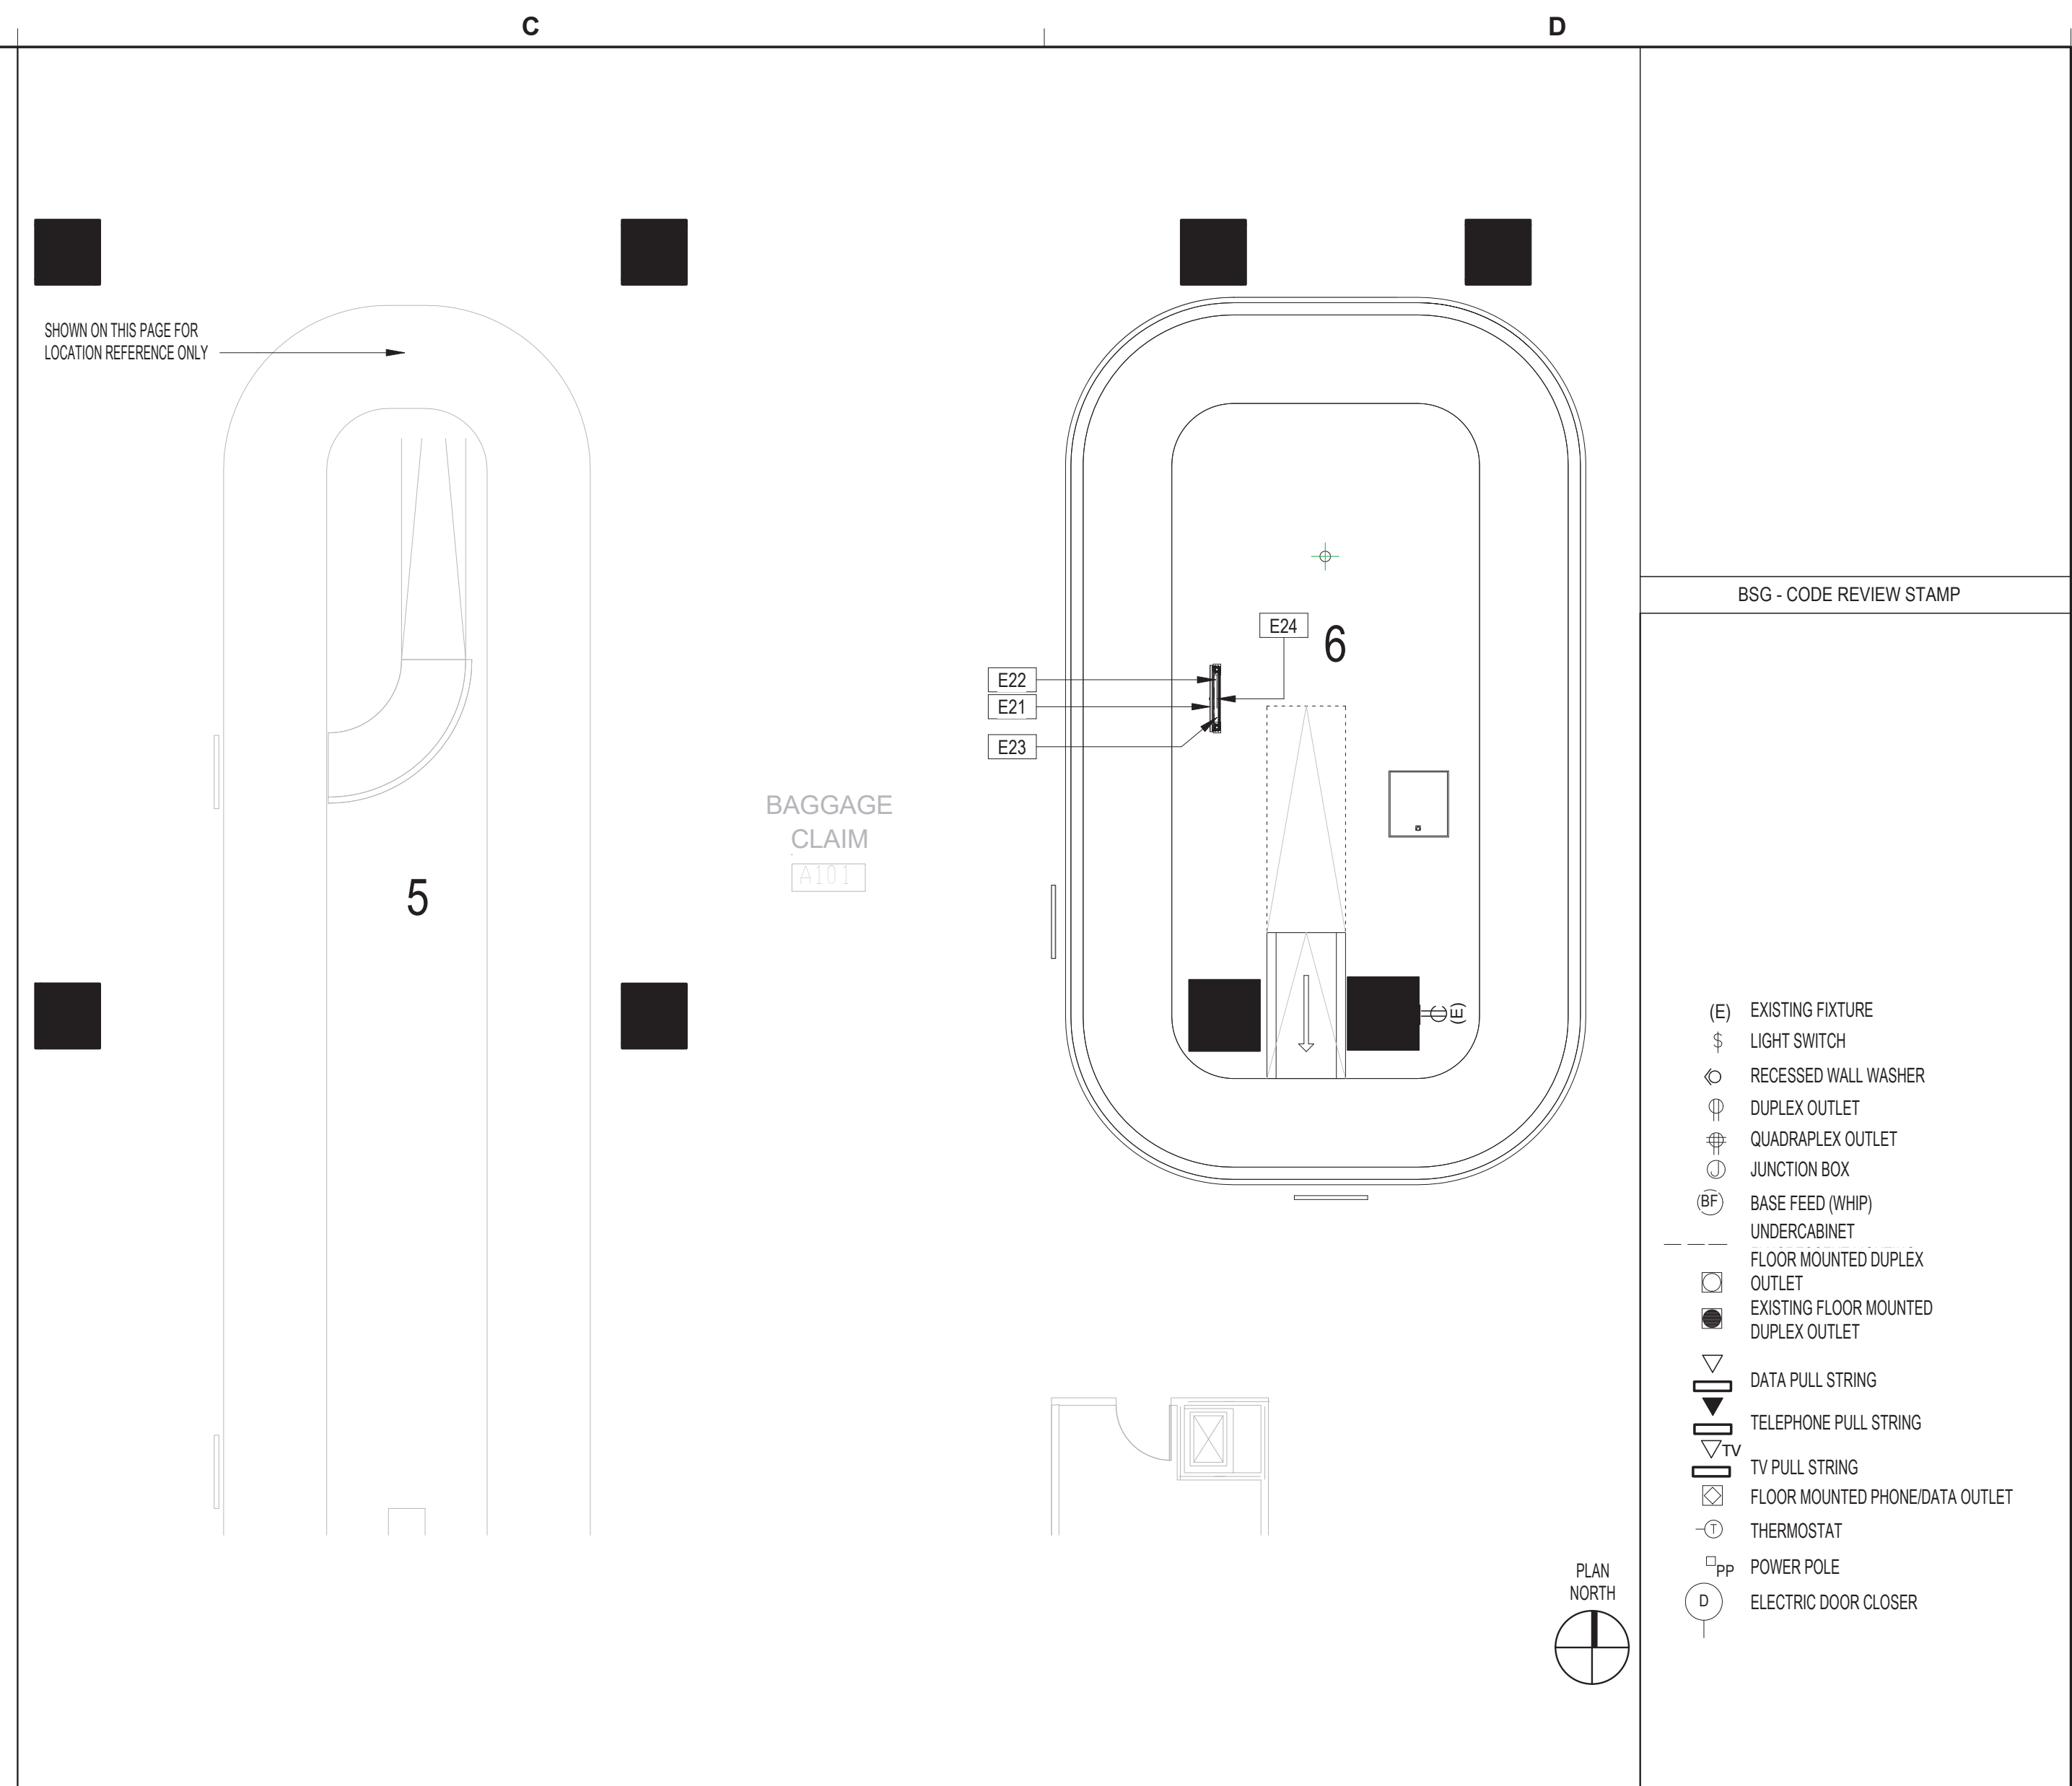 C
D
SHOWN ON THIS PAGE FOR
LOCATION REFERENCE ONLY
BSG - CODE REVIEW STAMP
E24
6
E22
E21
E23
BAGGAGE
CLAIM
A101
5
(E)
(E) EXISTING FIXTURE
$ LIGHT SWITCH
RECESSED WALL WASHER
DUPLEX OUTLET
QUADRAPLEX OUTLET
J JUNCTION BOX
BF BASE FEED (WHIP)
UNDERCABINET
FLOOR MOUNTED DUPLEX
OUTLET
EXISTING FLOOR MOUNTED
DUPLEX OUTLET
DATA PULL STRING
TELEPHONE PULL STRING
TV
TV PULL STRING
FLOOR MOUNTED PHONE/DATA OUTLET
T THERMOSTAT
PP POWER POLE
D ELECTRIC DOOR CLOSER
PLAN
NORTH